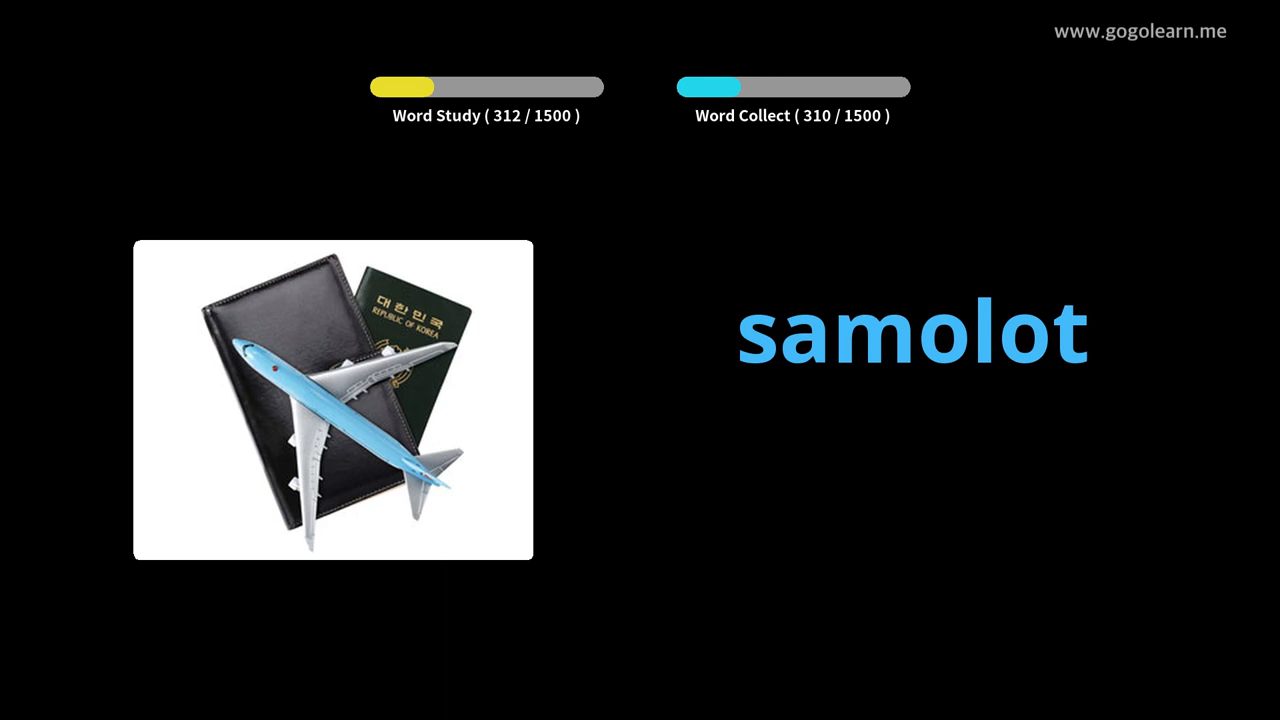 www.gogolearn.me
Word Study ( 312 / 1500 )
Word Collect ( 310 / 1500 )
대한민국
REPUBLIC OF KOREA
samolot